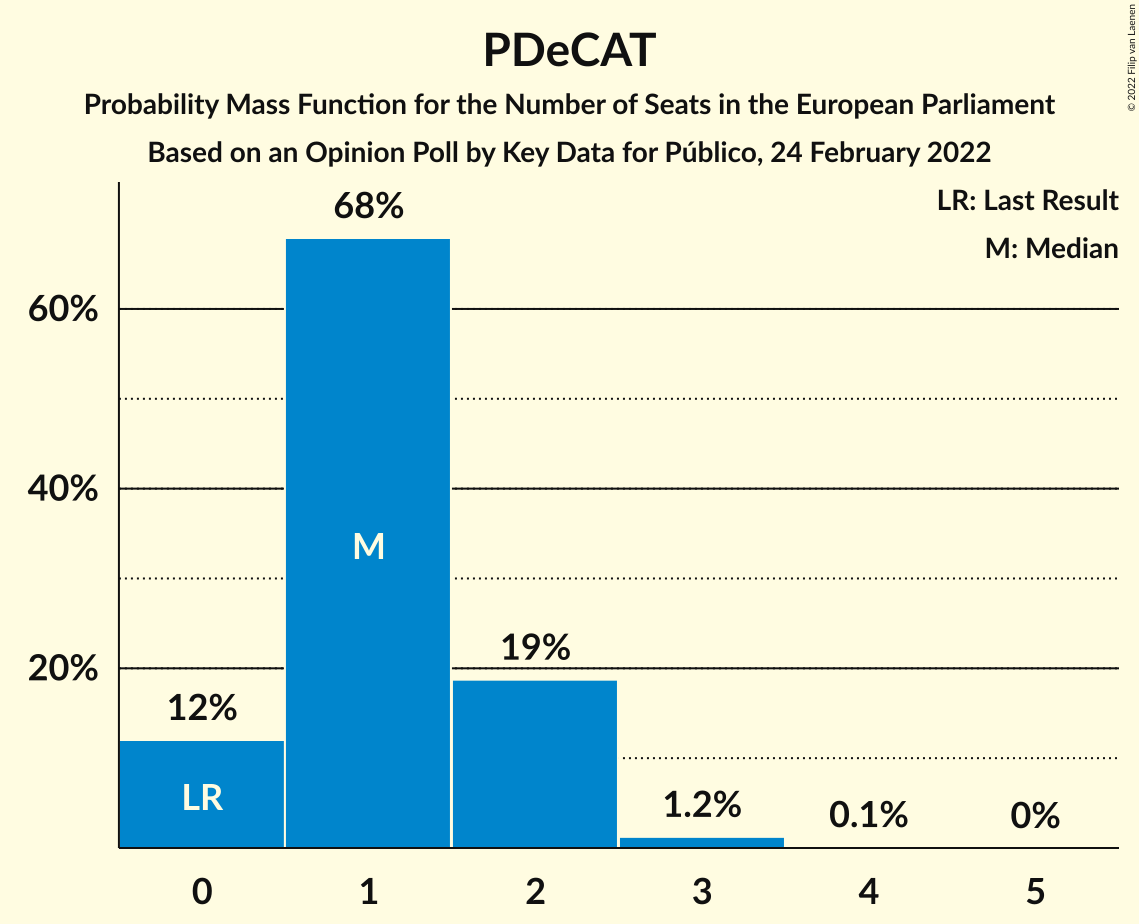 PDeCAT
Probability Mass Function for the Number of Seats in the European Parliament
Based on an Opinion Poll by Key Data for Público, 24 February 2022
© 2022 Filip van Laenen
LR: Last Result
M: Median
68%
60%
40%
M
19%
20%
12%
LR
1.2%
0.1%
0%
0 1 2 3 4 5